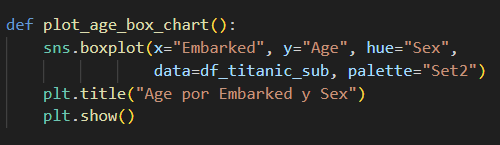 def plot_age_box_chart():
    sns.boxplot(x="Embarked", y="Age", hue="Sex",
                data=df_titanic_sub, palette="Set2")
    plt.title("Age por Embarked y Sex")
    plt.show()